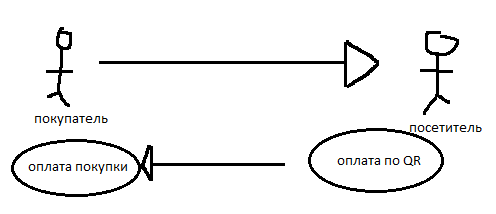 покупатель
посетитель
оплата покупки
оплата по QR